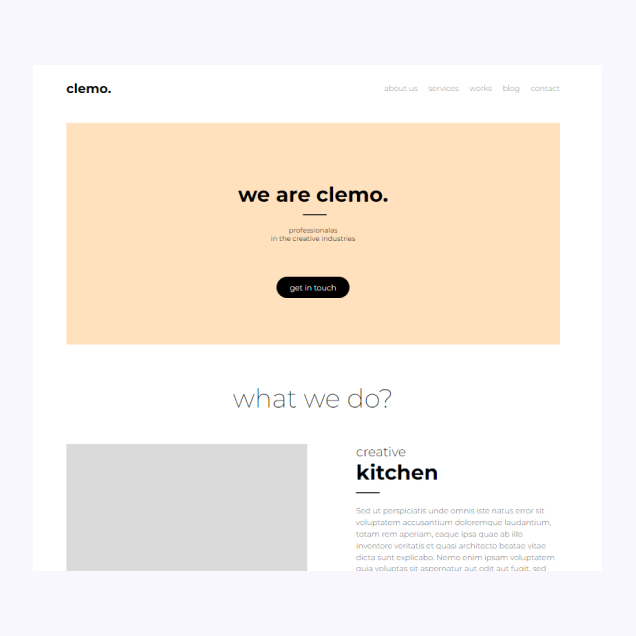 clemo.
about us services works blog contact
we are clemo.
professionalas
in the creative industries
get in touch
what we do?
creative
kitchen
Sed ut perspiciatis unde omnis iste natus error sit
voluptatem accusantium doloremque laudantium,
totam rem aperiam, eaque ipsa quae ab illo
inventore veritatis et quasi architecto beatae vitae
dicta sunt explicabo. Nemo enim ipsam voluptatem
quia voluptas sit aspernatur aut odit aut fugit, sed